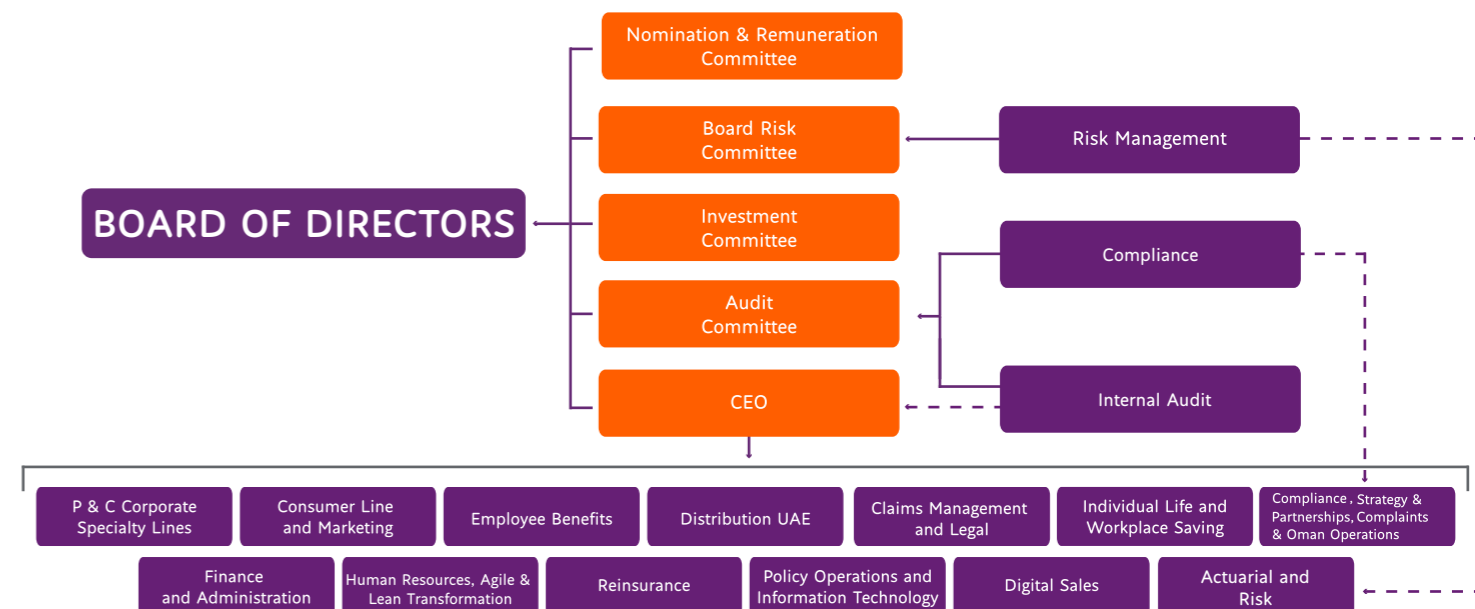 Nomination & Remuneration
Committee
Board Risk
Committee
Risk Management
BOARD OF DIRECTORS
Investment
Committee
Compliance
Audit
Committee
CEO
Internal Audit
P & C Corporate
Specialty Lines
Consumer Line
and Marketing
Employee Benefits
Distribution UAE
Claims Management
and Legal
Individual Life and
Workplace Saving
Compliance, Strategy &
Partnerships, Complaints
& Oman Operations
Finance
and Administration
Human Resources, Agile &
Lean Transformation
Reinsurance
Policy Operations and
Information Technology
Digital Sales
Actuarial and
Risk